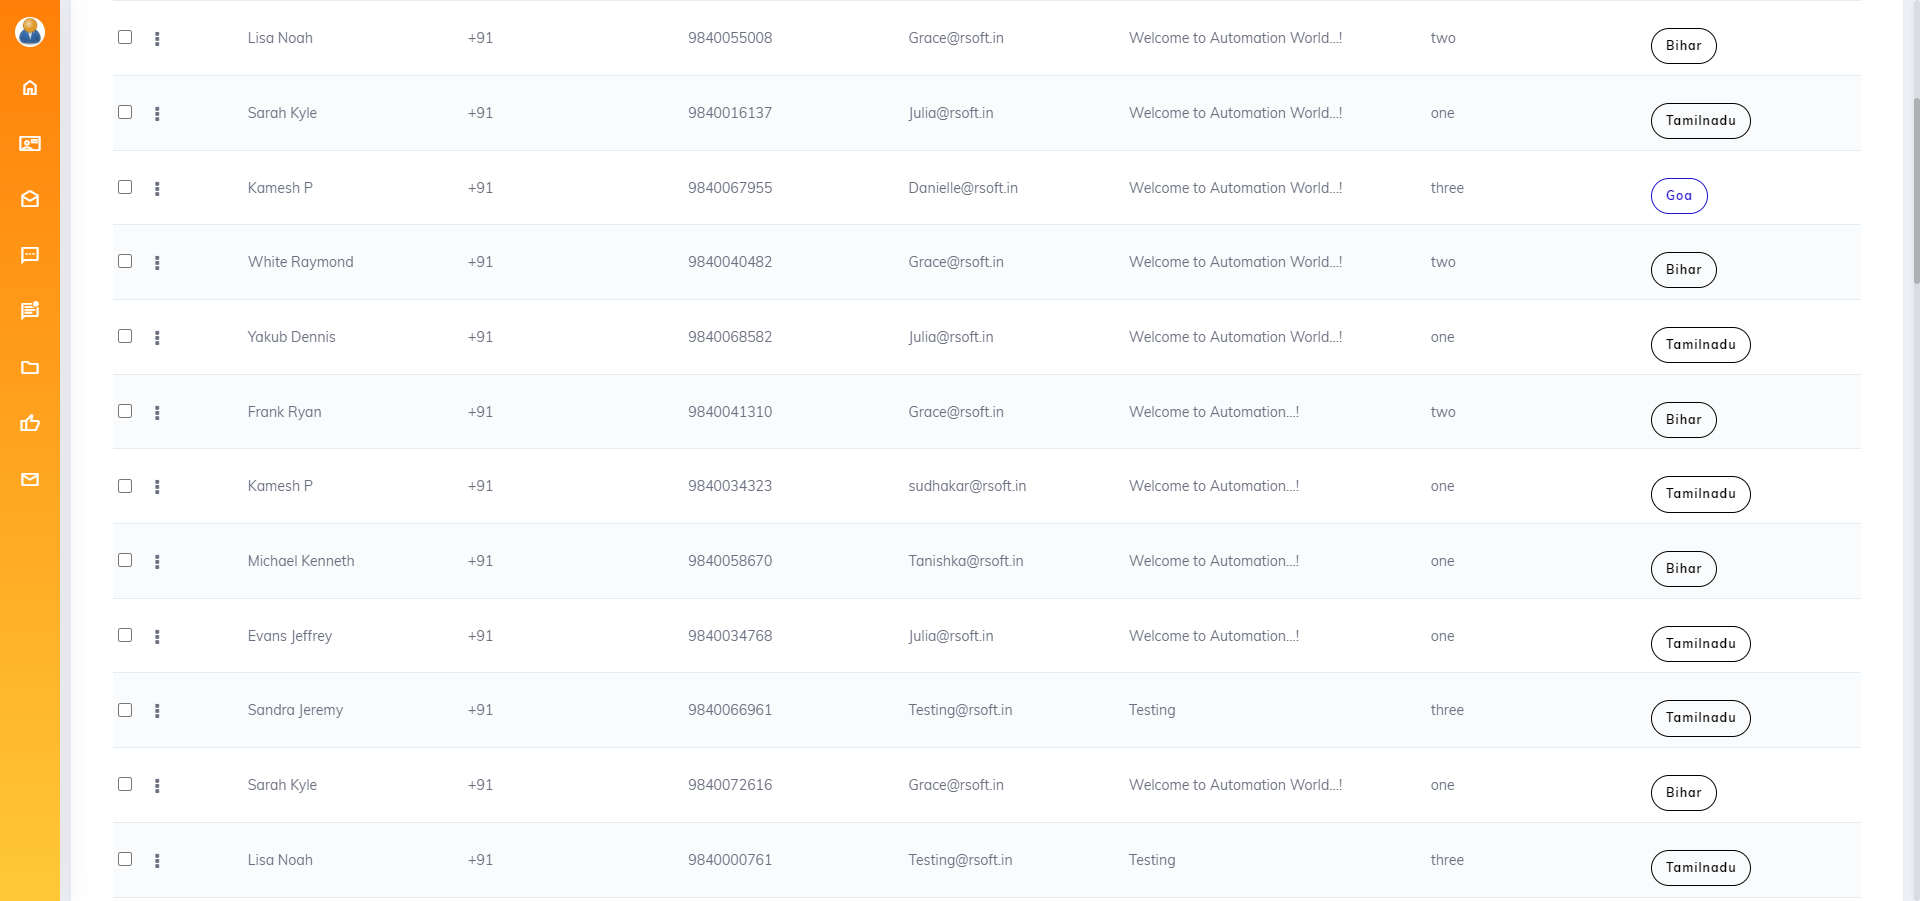 Lisa Noah +91 9840055008 Grace@rsoft.in Welcome to Automation World...! two Bihar
Sarah Kyle +91 9840016137 Julia@rsoft.in Welcome to Automation World...! one Tamilnadu
Kamesh P +91 9840067955 Danielle@rsoft.in Welcome to Automation World...! three Goa
White Raymond +91 9840040482 Grace@rsoft.in Welcome to Automation World...! two Bihar
Yakub Dennis +91 9840068582 Julia@rsoft.in Welcome to Automation World...! one Tamilnadu
Frank Ryan +91 9840041310 Grace@rsoft.in Welcome to Automation...! two Bihar
Kamesh P +91 9840034323 sudhakar@rsoft.in Welcome to Automation...! one Tamilnadu
Michael Kenneth +91 9840058670 Tanishka@rsoft.in Welcome to Automation...! one Bihar
Evans Jeffrey +91 9840034768 Julia@rsoft.in Welcome to Automation...! one Tamilnadu
Sandra Jeremy +91 9840066961 Testing@rsoft.in Testing three Tamilnadu
Sarah Kyle +91 9840072616 Grace@rsoft.in Welcome to Automation World...! one Bihar
Lisa Noah +91 9840000761 Testing@rsoft.in Testing three Tamilnadu